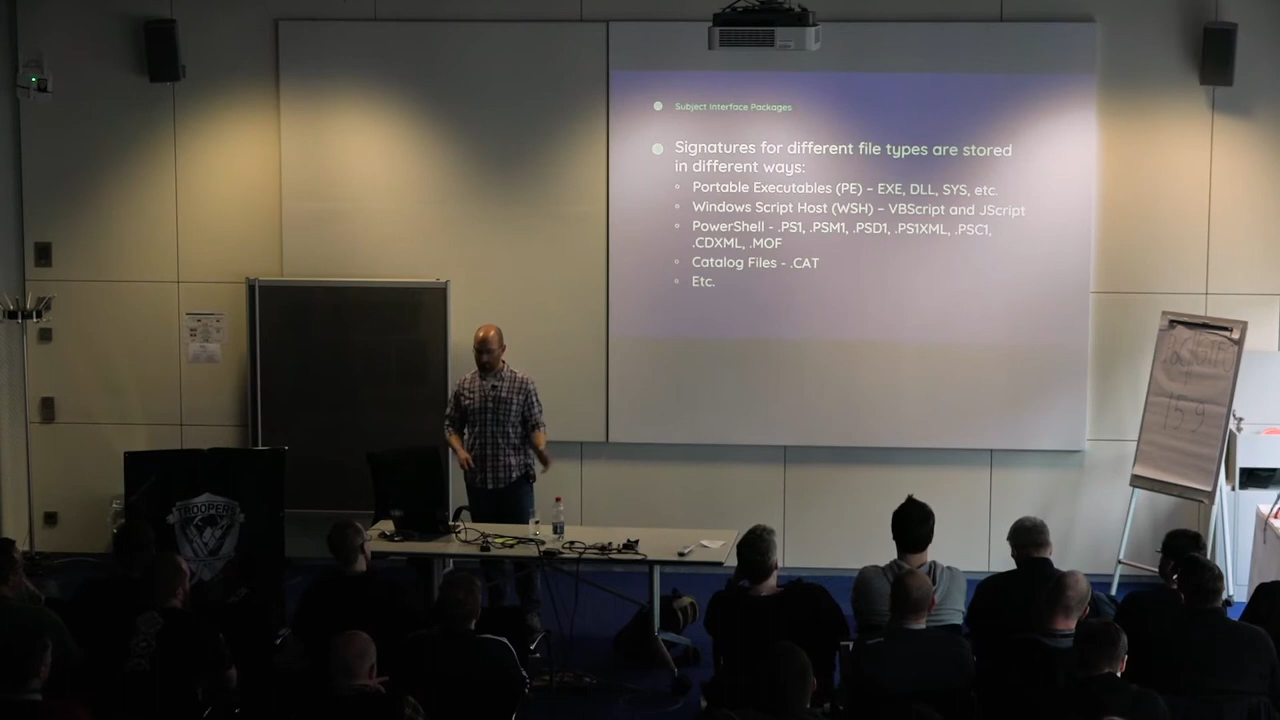 Subject Interface Packages
Signatures for different file types are stored
in different ways:
Portable Executables (PE) – EXE, DLL, SYS, etc.
Windows Script Host (WSH) – VBScript and JScript
PowerShell - .PS1, .PSM1, .PSD1, .PS1XML, .PSC1,
.CDXML, .MOF
Catalog Files - .CAT
Etc.
TROOPERS
159